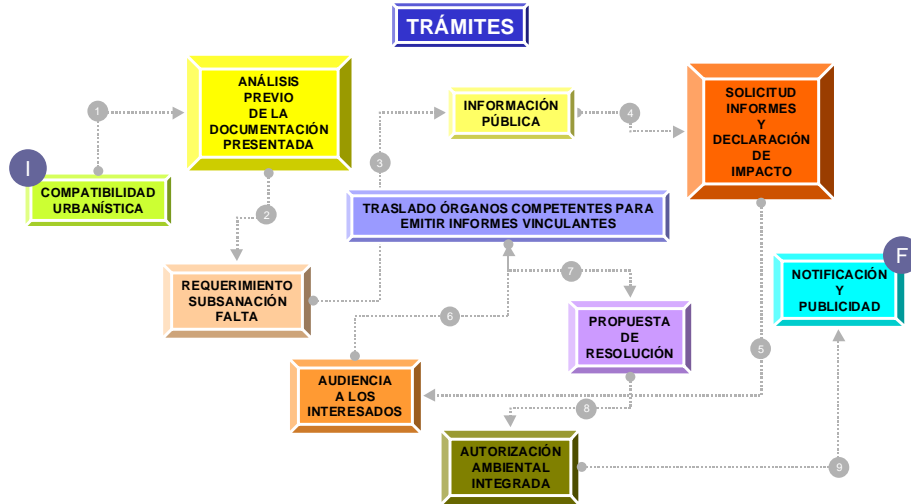 TRÁMITES
I
COMPATIBILIDAD
URBANÍSTICA
1
ANÁLISIS
PREVIO
DE LA
DOCUMENTACIÓN
PRESENTADA
2
REQUERIMIENTO
SUBSANACIÓN
FALTA
3
INFORMACIÓN
PÚBLICA
4
SOLICITUD
INFORMES
Y
DECLARACIÓN
DE
IMPACTO
5
AUDIENCIA
A LOS
INTERESADOS
6
TRASLADO ÓRGANOS COMPETENTES PARA
EMITIR INFORMES VINCULANTES
7
PROPUESTA
DE
RESOLUCIÓN
8
AUTORIZACIÓN
AMBIENTAL
INTEGRADA
9
F
NOTIFICACIÓN
Y
PUBLICIDAD